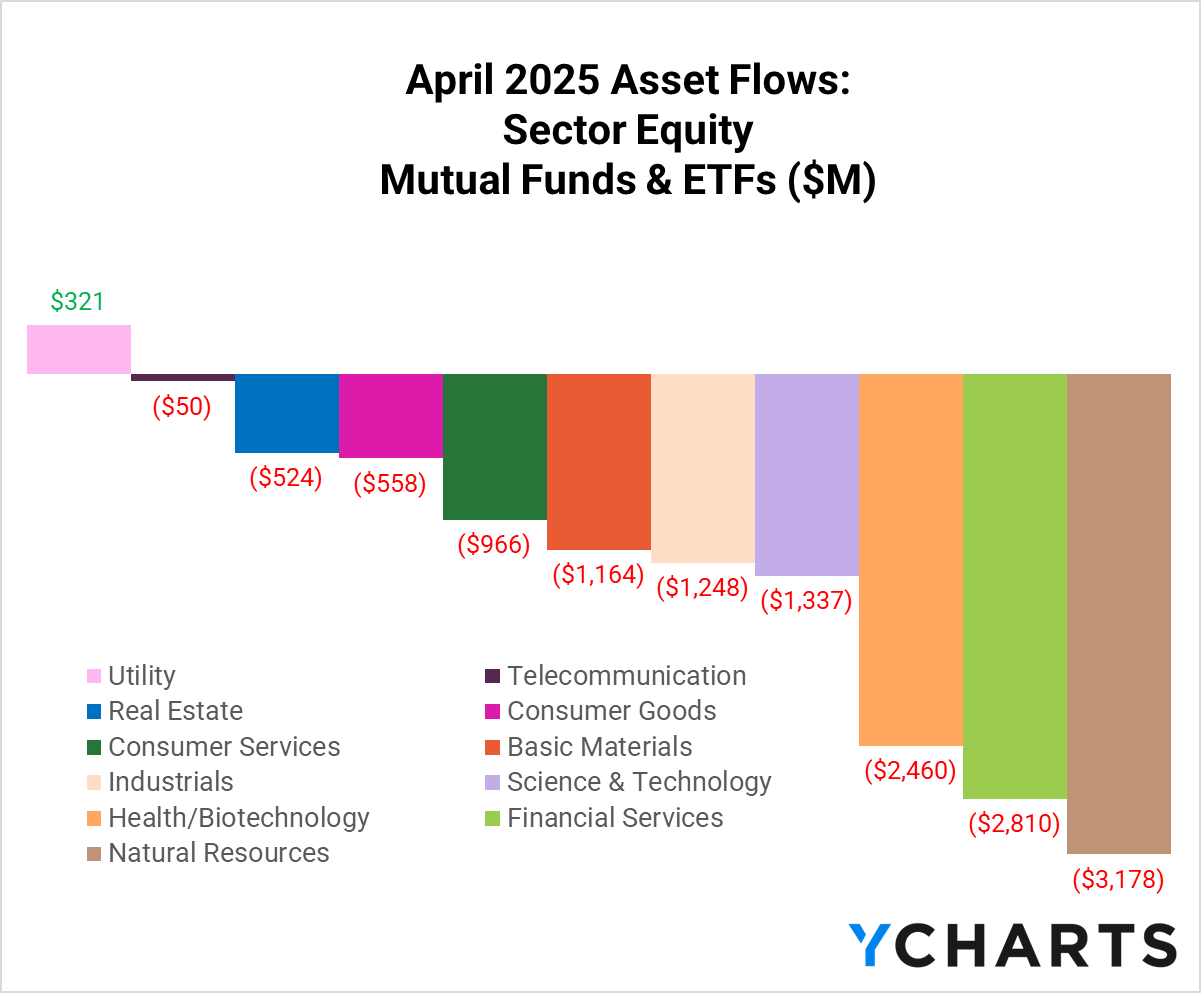 April 2025 Asset Flows:
Sector Equity
Mutual Funds & ETFs ($M)
$321
($50)
($524)
($558)
($966)
($1,164)
($1,248)
($1,337)
($2,460)
($2,810)
($3,178)
Utility
Telecommunication
Real Estate
Consumer Goods
Consumer Services
Basic Materials
Industrials
Science & Technology
Health/Biotechnology
Financial Services
Natural Resources
YCHARTS